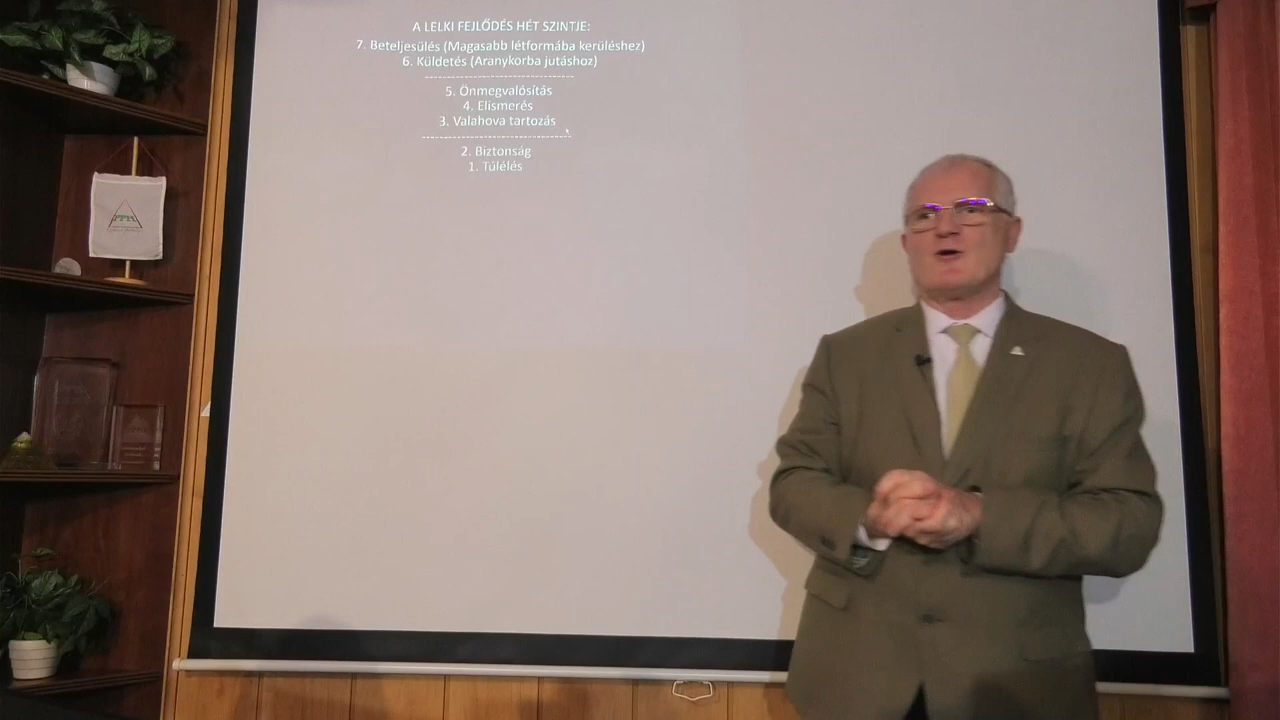 A LELKI FEJLŐDÉS HÉT SZINTJE:
7. Beteljesülés (Magasabb létformába kerüléshez)
6. Küldetés (Aranykorba jutáshoz)
5. Önmegvalósítás
4. Elismerés
3. Valahova tartozás
2. Biztonság
1. Túlélés